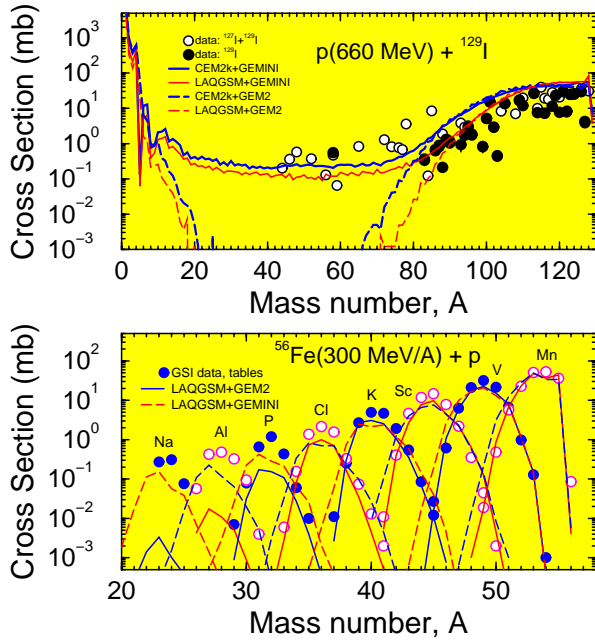 Cross Section (mb)
10³
10²
10¹
10⁰
10⁻¹
10⁻²
10⁻³
data: ¹²⁷I+¹²⁹I
data: ¹²⁹I
CEM2k+GEMINI
LAQGSM+GEMINI
CEM2k+GEM2
LAQGSM+GEM2
p(660 MeV) + ¹²⁹I
0 20 40 60 80 100 120
Mass number, A
Cross Section (mb)
10²
10¹
10⁰
10⁻¹
10⁻²
10⁻³
⁵⁶Fe(300 MeV/A) + p
GSI data, tables
LAQGSM+GEM2
LAQGSM+GEMINI
Na Al P Cl K Sc V Mn
20 30 40 50
Mass number, A